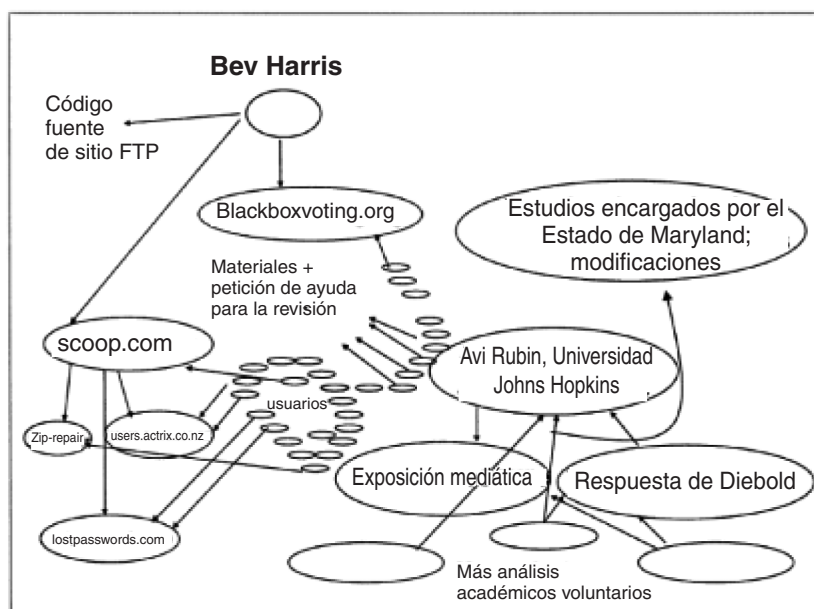 Bev Harris
Código
fuente
de sitio FTP
Blackboxvoting.org
Estudios encargados por el
Estado de Maryland;
modificaciones
Materiales +
petición de ayuda
para la revisión
scoop.com
Avi Rubin, Universidad
Johns Hopkins
usuarios
Zip-repair
users.actrix.co.nz
Exposición mediática
Respuesta de Diebold
lostpasswords.com
Más análisis
académicos voluntarios